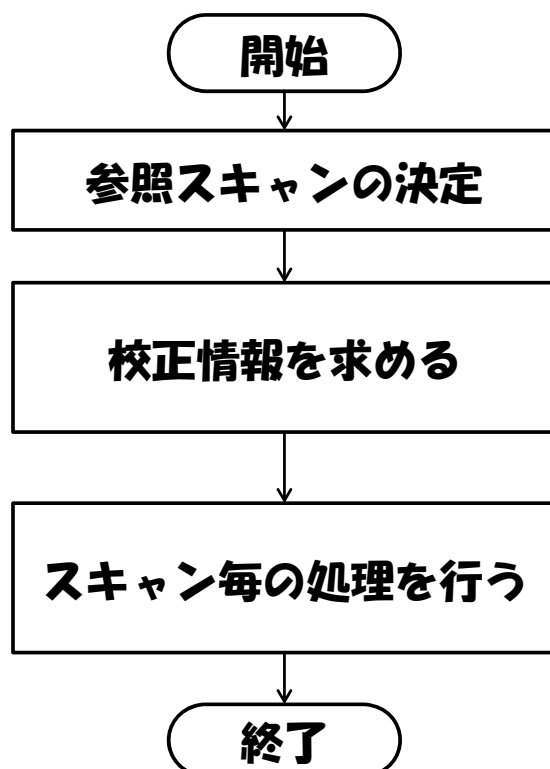 開始
参照スキャンの決定
校正情報を求める
スキャン毎の処理を行う
終了